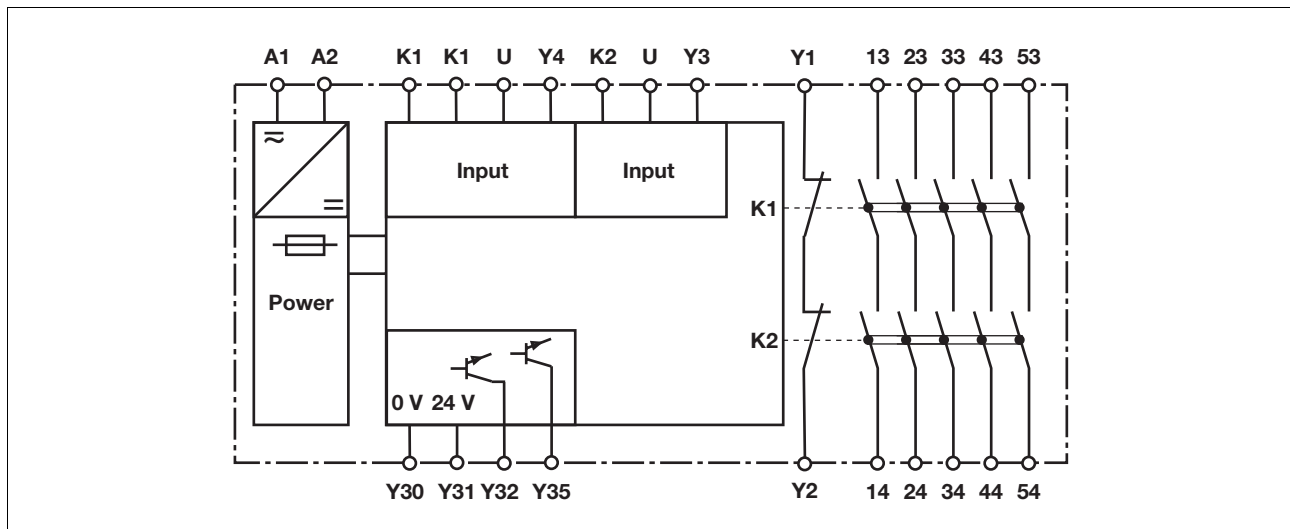 A1 A2 K1 K1 U Y4 K2 U Y3 Y1 13 23 33 43 53
Input Input
K1
Power
K2
0 V 24 V
Y30 Y31 Y32 Y35 Y2 14 24 34 44 54